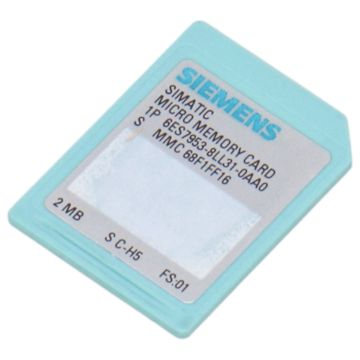 SIEMENS
SIMATIC
MICRO MEMORY CARD
1P 6ES7953-8LL31-0AA0
S MMC 68F1FF16
2 MB S C-H5 FS:01